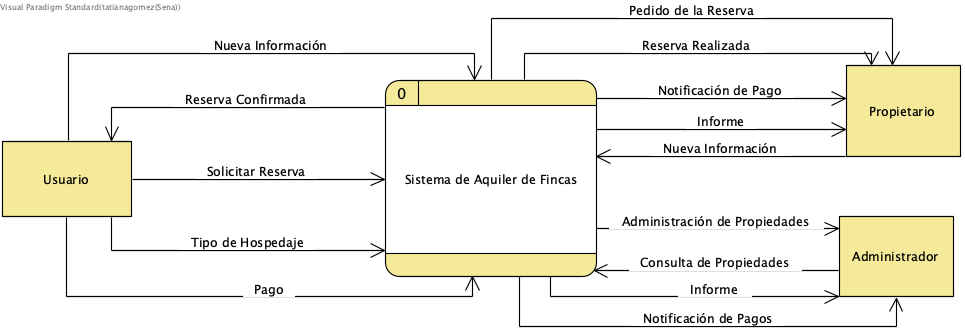 Visual Paradigm Standard(tatianagomez(Sena))
Pedido de la Reserva
Nueva Información
Reserva Realizada
0
Notificación de Pago
Reserva Confirmada
Propietario
Informe
Nueva Información
Solicitar Reserva
Usuario
Sistema de Aquiler de Fincas
Administración de Propiedades
Tipo de Hospedaje
Administrador
Consulta de Propiedades
Pago
Informe
Notificación de Pagos